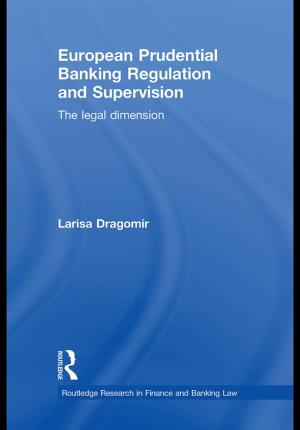 European Prudential
Banking Regulation
and Supervision
The legal dimension
Larisa Dragomir
ROUTLEDGE
Routledge Research in Finance and Banking Law